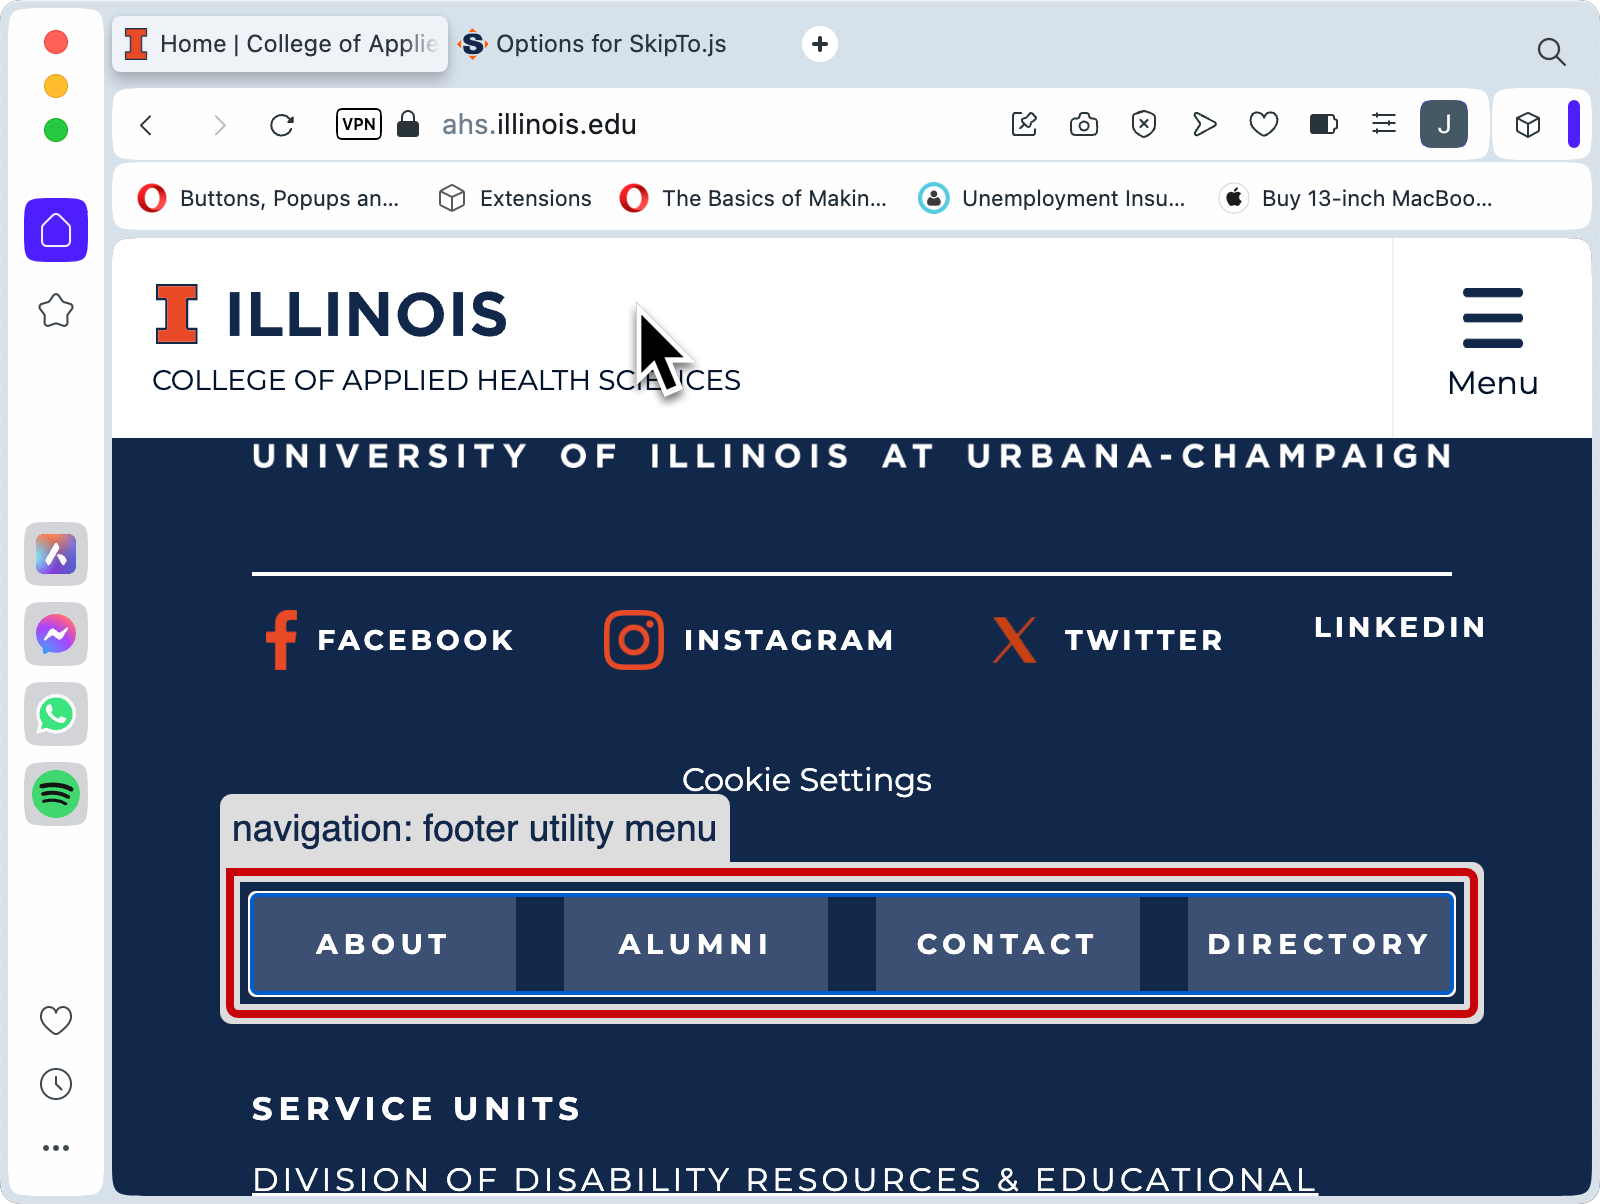 Home | College of Applie
Options for SkipTo.js
VPN
ahs.illinois.edu
J
Buttons, Popups an...
Extensions
The Basics of Makin...
Unemployment Insu...
Buy 13-inch MacBoo...
ILLINOIS
COLLEGE OF APPLIED HEALTH SCIENCES
Menu
UNIVERSITY OF ILLINOIS AT URBANA-CHAMPAIGN
FACEBOOK
INSTAGRAM
TWITTER
LINKEDIN
Cookie Settings
navigation: footer utility menu
ABOUT
ALUMNI
CONTACT
DIRECTORY
SERVICE UNITS
DIVISION OF DISABILITY RESOURCES & EDUCATIONAL